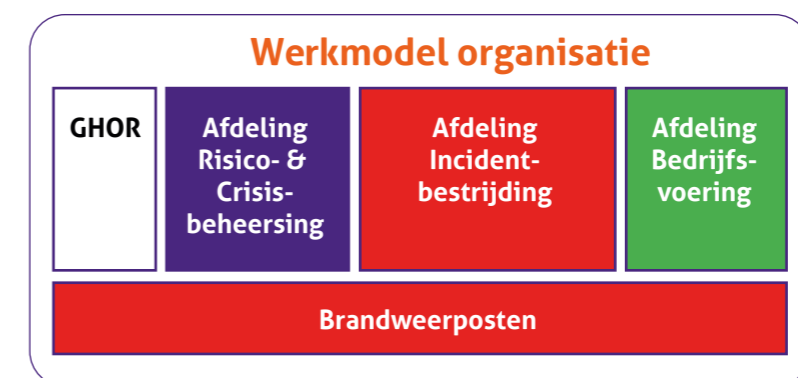 Werkmodel organisatie
GHOR
Afdeling
Risico- &
Crisis-
beheersing
Afdeling
Incident-
bestrijding
Afdeling
Bedrijfs-
voering
Brandweerposten